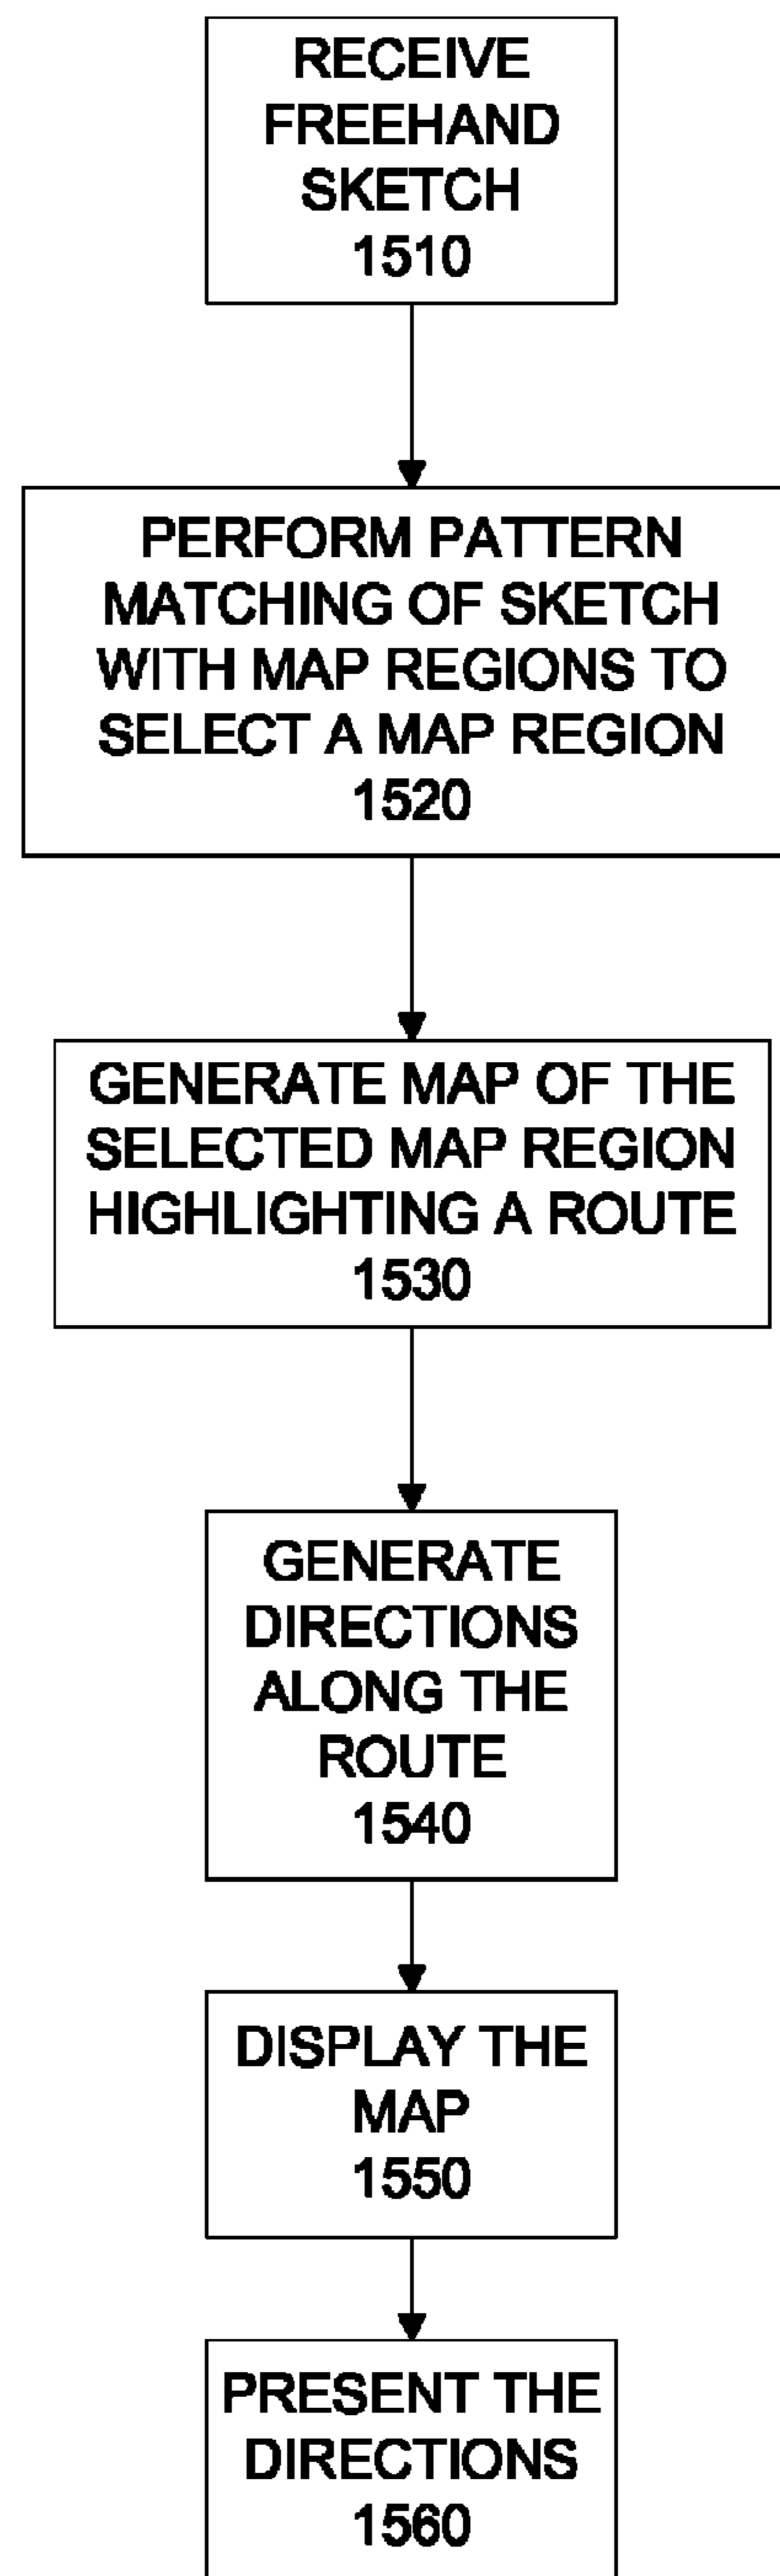 RECEIVE
FREEHAND
SKETCH
1510
PERFORM PATTERN
MATCHING OF SKETCH
WITH MAP REGIONS TO
SELECT A MAP REGION
1520
GENERATE MAP OF THE
SELECTED MAP REGION
HIGHLIGHTING A ROUTE
1530
GENERATE
DIRECTIONS
ALONG THE
ROUTE
1540
DISPLAY THE
MAP
1550
PRESENT THE
DIRECTIONS
1560